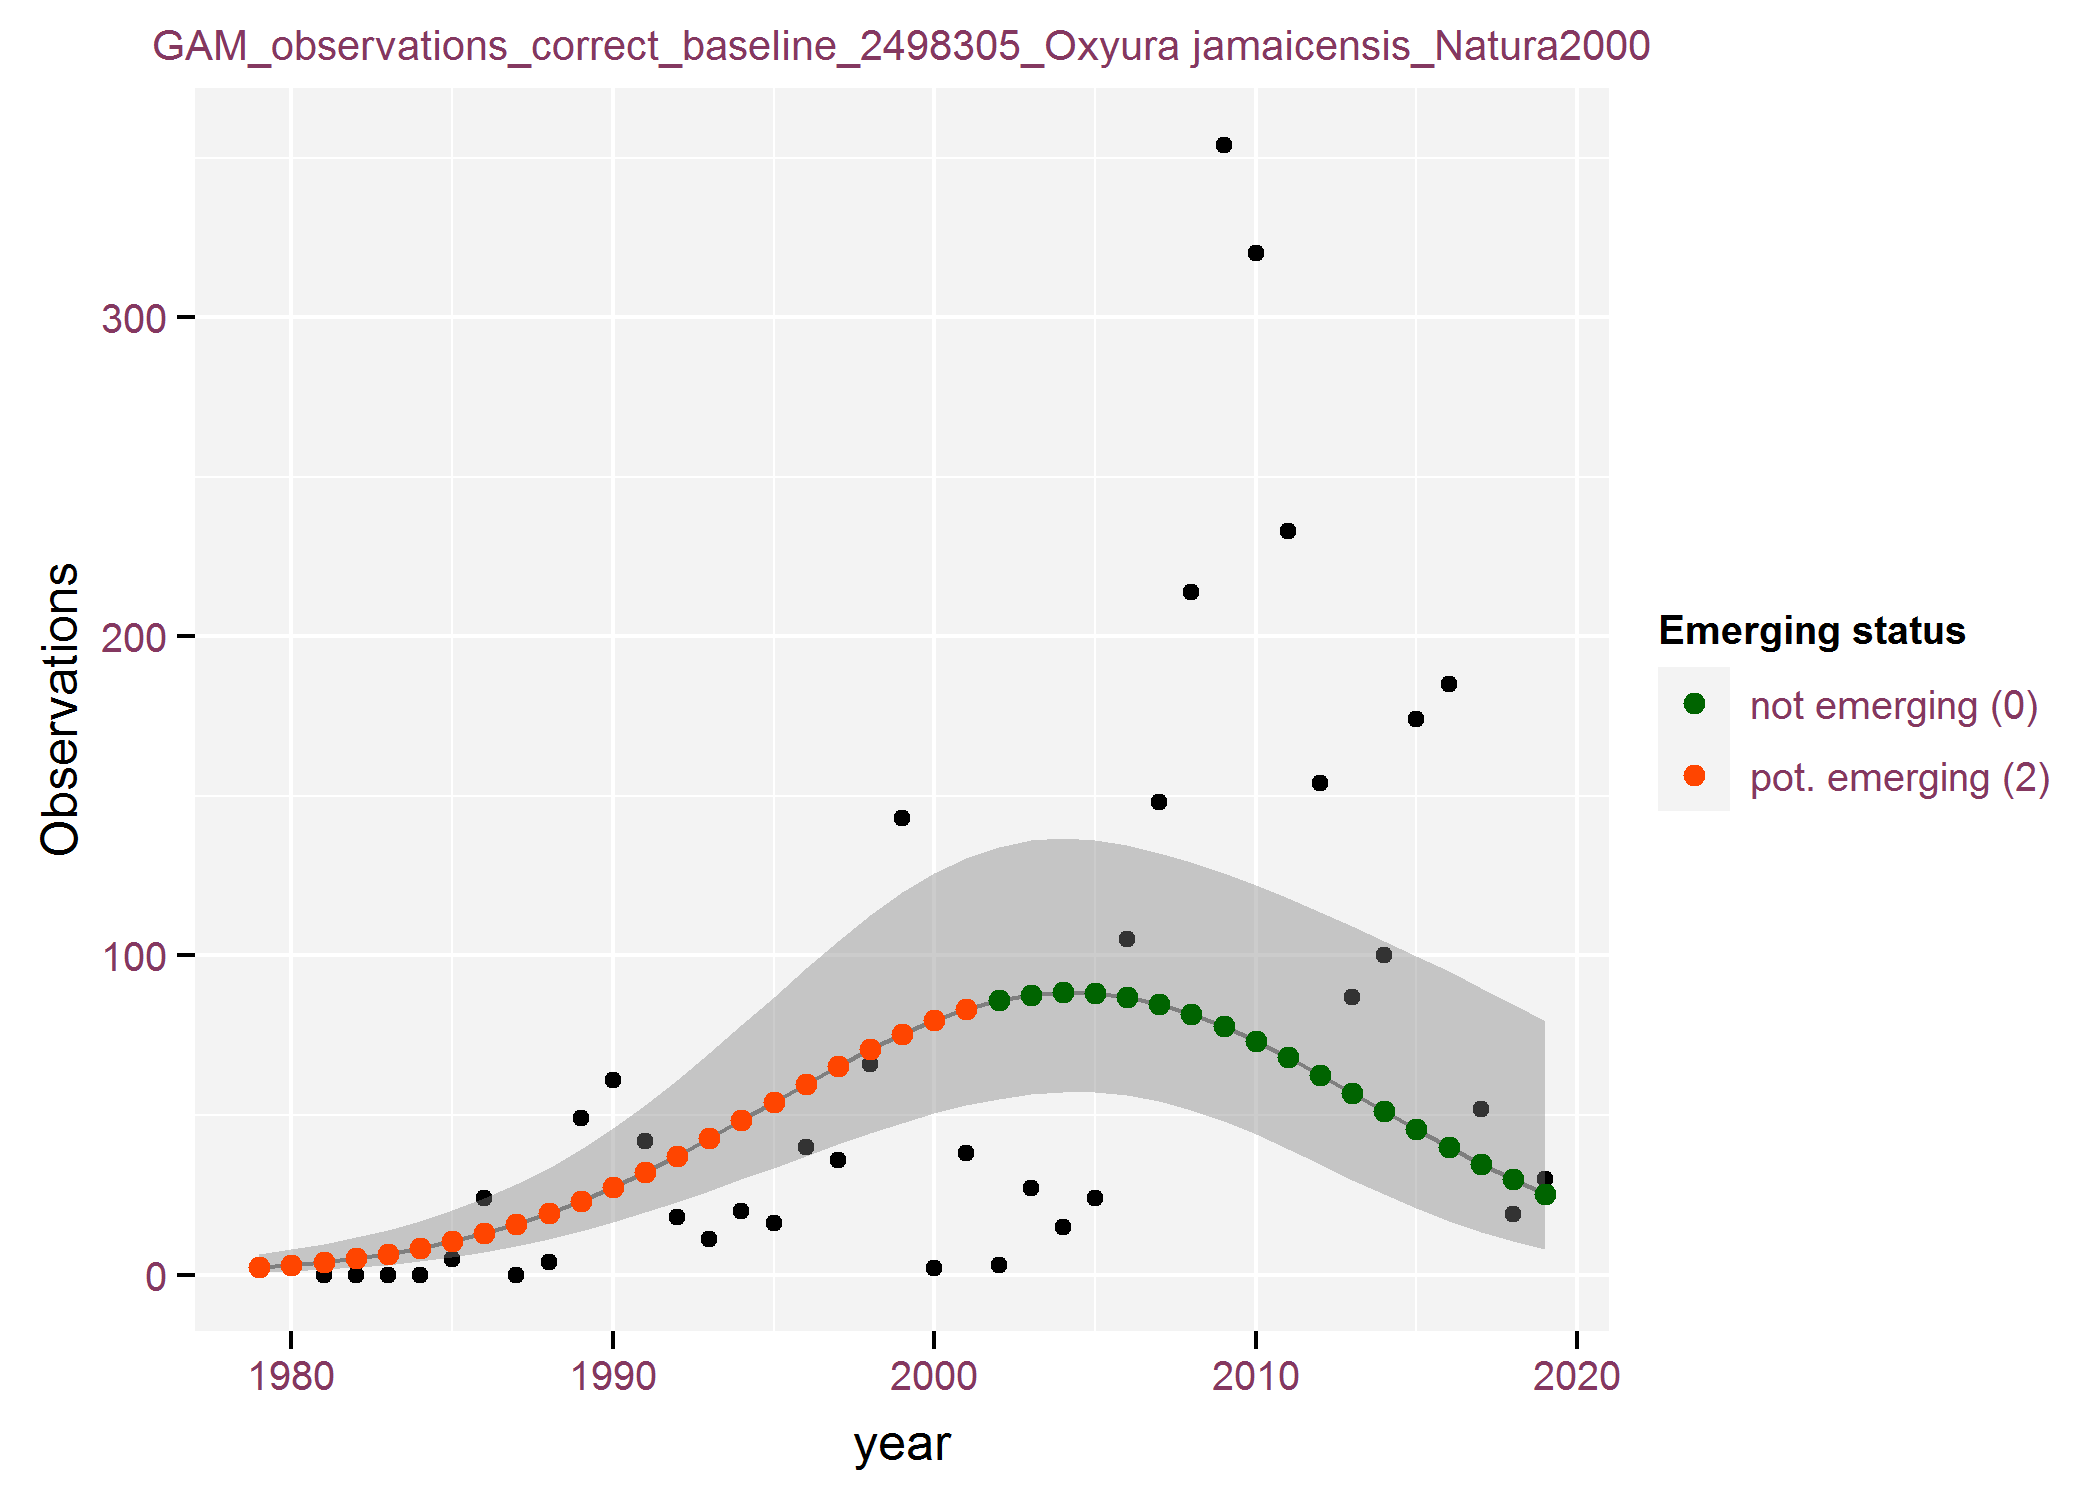 GAM_observations_correct_baseline_2498305_Oxyura jamaicensis_Natura2000
Observations
300
200
100
0
1980 1990 2000 2010 2020
year
Emerging status
not emerging (0)
pot. emerging (2)